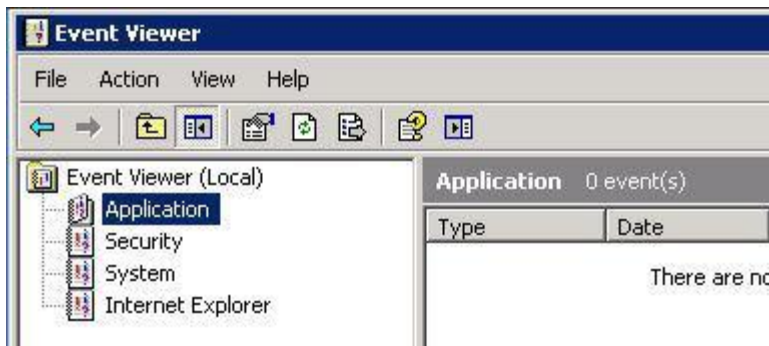 Event Viewer
File Action View Help
Event Viewer (Local)
Application
Security
System
Internet Explorer
Application 0 event(s)
Type Date
There are no